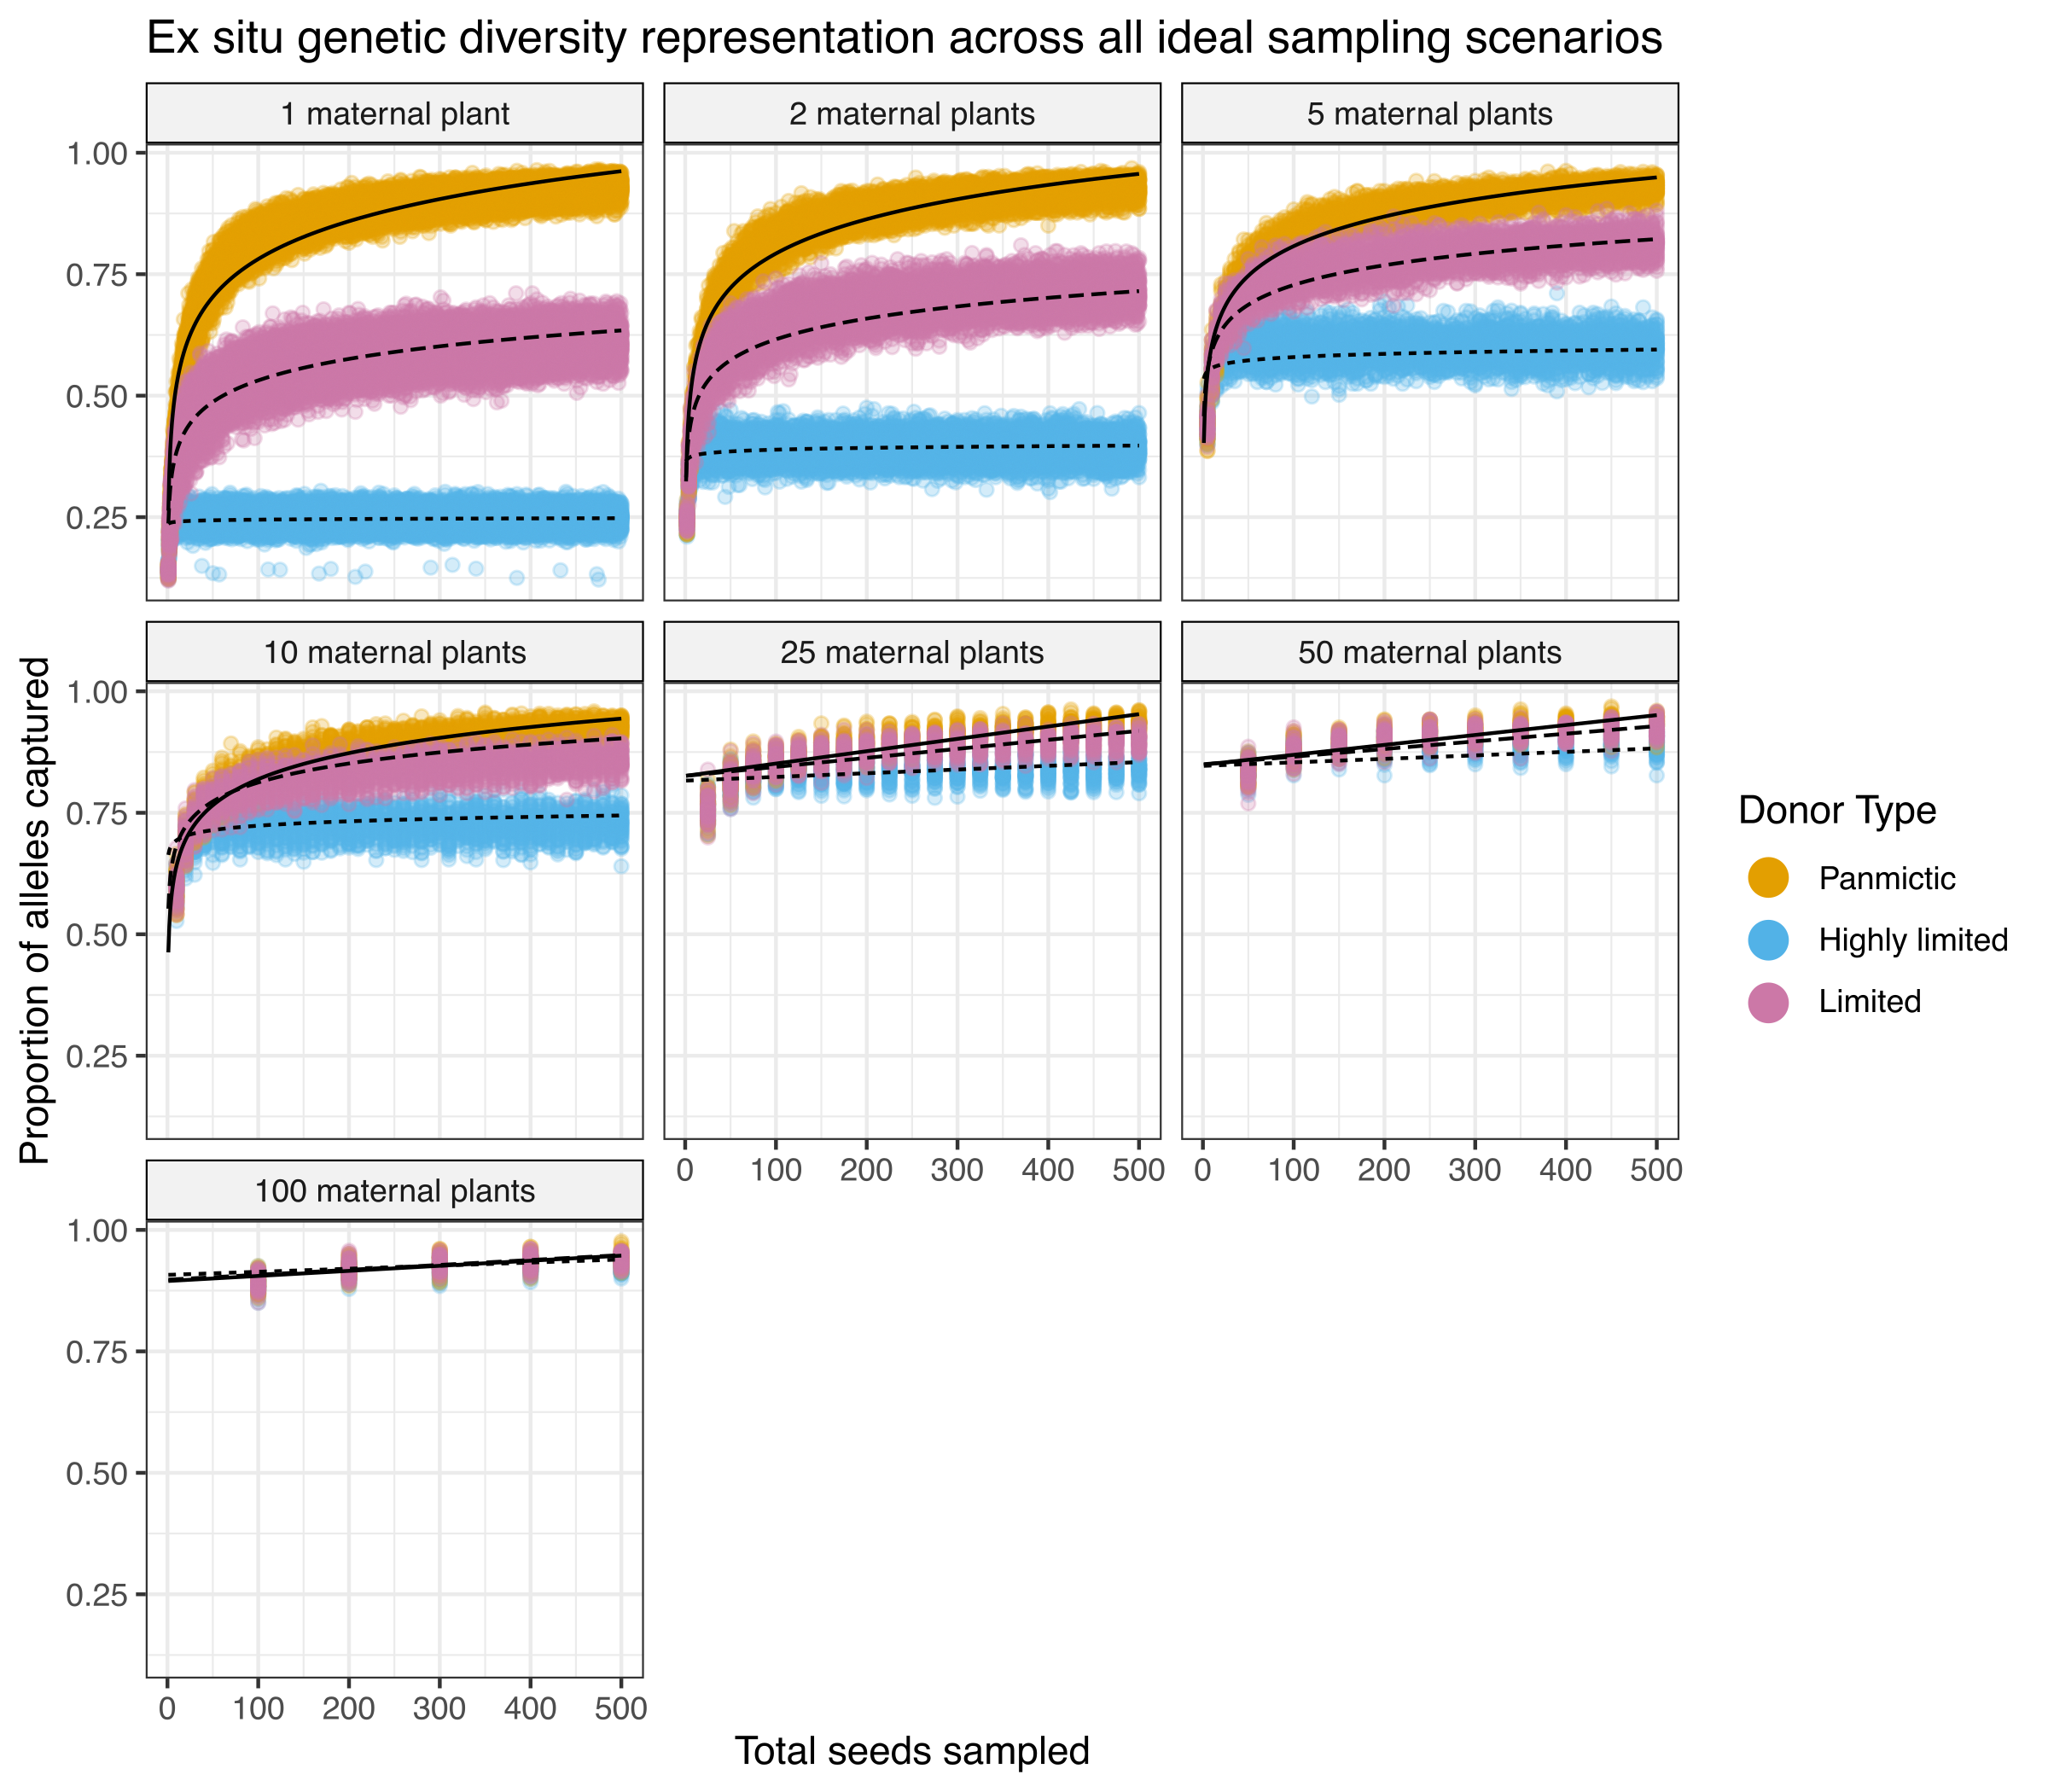 Ex situ genetic diversity representation across all ideal sampling scenarios
1 maternal plant
2 maternal plants
5 maternal plants
1.00
0.75
0.50
0.25
10 maternal plants
25 maternal plants
50 maternal plants
1.00
0.75
0.50
0.25
0 100 200 300 400 500
0 100 200 300 400 500
100 maternal plants
1.00
0.75
0.50
0.25
0 100 200 300 400 500
Proportion of alleles captured
Total seeds sampled
Donor Type
Panmictic
Highly limited
Limited